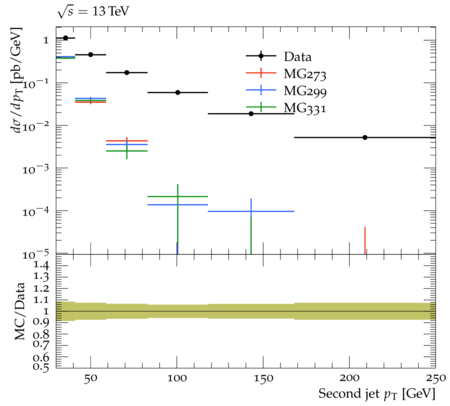 √s = 13 TeV
dσ/dpT [pb/GeV]
1
10⁻¹
10⁻²
10⁻³
10⁻⁴
10⁻⁵
Data
MG273
MG299
MG331
MC/Data
1.4
1.3
1.2
1.1
1
0.9
0.8
0.7
0.6
0.5
50 100 150 200 250
Second jet pT [GeV]